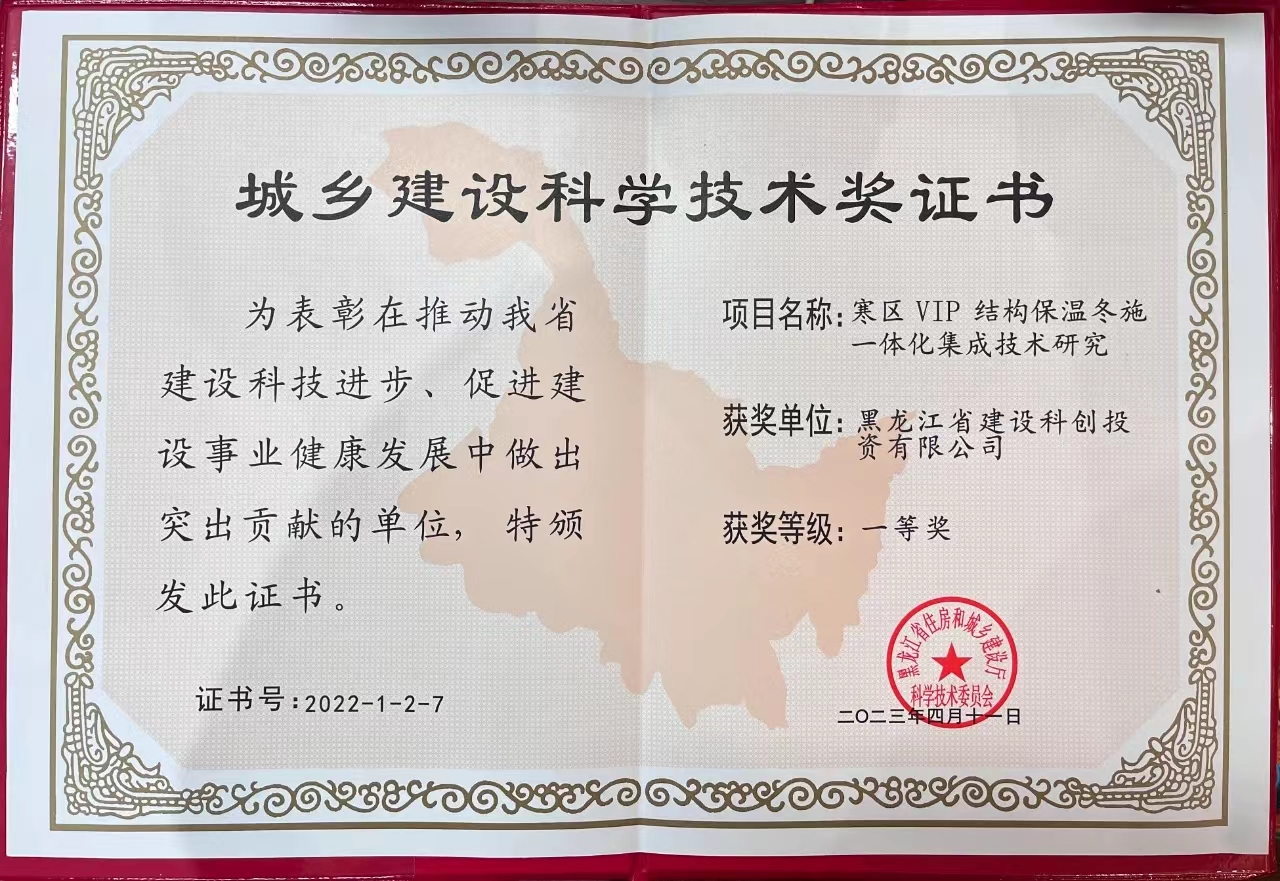 城乡建设科学技术奖证书
为表彰在推动我省
建设科技进步、促进建
设事业健康发展中做出
突出贡献的单位，特颁
发此证书。
证书号：2022-1-2-7
项目名称：寒区 VIP 结构保温冬施
一体化集成技术研究
获奖单位：黑龙江省建设科创投
资有限公司
获奖等级：一等奖
黑龙江省住房和城乡建设厅
科学技术委员会
二〇二三年四月十一日